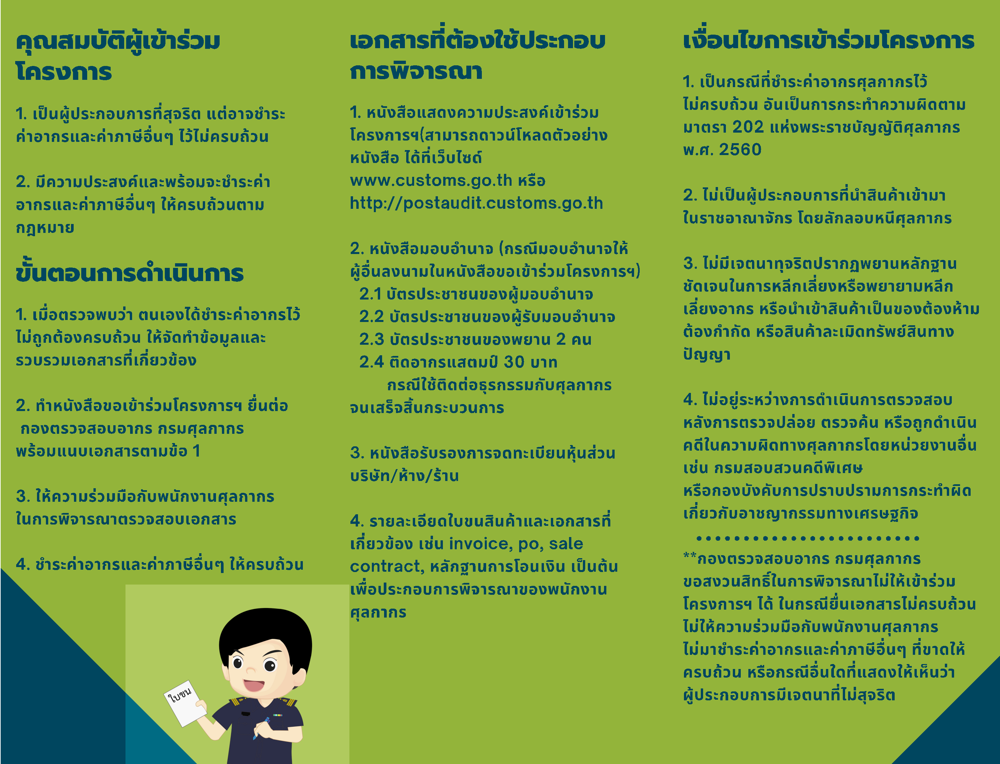 คุณสมบัติผู้เข้าร่วม
โครงการ
1. เป็นผู้ประกอบการที่สุจริต แต่อาจชำระ
ค่าอากรและค่าภาษีอื่นๆ ไว้ไม่ครบถ้วน
2. มีความประสงค์และพร้อมจะชำระค่า
อากรและค่าภาษีอื่นๆ ให้ครบถ้วนตาม
กฎหมาย
ขั้นตอนการดำเนินการ
1. เมื่อตรวจพบว่า ตนเองได้ชำระค่าอากรไว้
ไม่ถูกต้องครบถ้วน ให้จัดทำข้อมูลและ
รวบรวมเอกสารที่เกี่ยวข้อง
2. ทำหนังสือขอเข้าร่วมโครงการฯ ยื่นต่อ
กองตรวจสอบอากร กรมศุลกากร
พร้อมแนบเอกสารตามข้อ 1
3. ให้ความร่วมมือกับพนักงานศุลกากร
ในการพิจารณาตรวจสอบเอกสาร
4. ชำระค่าอากรและค่าภาษีอื่นๆ ให้ครบถ้วน
ใบขน
เอกสารที่ต้องใช้ประกอบ
การพิจารณา
1. หนังสือแสดงความประสงค์เข้าร่วม
โครงการฯ(สามารถดาวน์โหลดตัวอย่าง
หนังสือ ได้ที่เว็บไซด์
www.customs.go.th หรือ
http://postaudit.customs.go.th
2. หนังสือมอบอำนาจ (กรณีมอบอำนาจให้
ผู้อื่นลงนามในหนังสือขอเข้าร่วมโครงการฯ)
2.1 บัตรประชาชนของผู้มอบอำนาจ
2.2 บัตรประชาชนของผู้รับมอบอำนาจ
2.3 บัตรประชาชนของพยาน 2 คน
2.4 ติดอากรแสตมป์ 30 บาท
กรณีใช้ติดต่อธุรกรรมกับศุลกากร
จนเสร็จสิ้นกระบวนการ
3. หนังสือรับรองการจดทะเบียนหุ้นส่วน
บริษัท/ห้าง/ร้าน
4. รายละเอียดใบขนสินค้าและเอกสารที่
เกี่ยวข้อง เช่น invoice, po, sale
contract, หลักฐานการโอนเงิน เป็นต้น
เพื่อประกอบการพิจารณาของพนักงาน
ศุลกากร
เงื่อนไขการเข้าร่วมโครงการ
1. เป็นกรณีที่ชำระค่าอากรศุลกากรไว้
ไม่ครบถ้วน อันเป็นการกระทำความผิดตาม
มาตรา 202 แห่งพระราชบัญญัติศุลกากร
พ.ศ. 2560
2. ไม่เป็นผู้ประกอบการที่นำสินค้าเข้ามา
ในราชอาณาจักร โดยลักลอบหนีศุลกากร
3. ไม่มีเจตนาทุจริตปรากฏพยานหลักฐาน
ชัดเจนในการหลีกเลี่ยงหรือพยายามหลีก
เลี่ยงอากร หรือนำเข้าสินค้าเป็นของต้องห้าม
ต้องกำกัด หรือสินค้าละเมิดทรัพย์สินทาง
ปัญญา
4. ไม่อยู่ระหว่างการดำเนินการตรวจสอบ
หลังการตรวจปล่อย ตรวจค้น หรือถูกดำเนิน
คดีในความผิดทางศุลกากรโดยหน่วยงานอื่น
เช่น กรมสอบสวนคดีพิเศษ
หรือกองบังคับการปราบปรามการกระทำผิด
เกี่ยวกับอาชญากรรมทางเศรษฐกิจ
••••••••••••••••••••••••
**กองตรวจสอบอากร กรมศุลกากร
ขอสงวนสิทธิ์ในการพิจารณาไม่ให้เข้าร่วม
โครงการฯ ได้ ในกรณียื่นเอกสารไม่ครบถ้วน
ไม่ให้ความร่วมมือกับพนักงานศุลกากร
ไม่มาชำระค่าอากรและค่าภาษีอื่นๆ ที่ขาดให้
ครบถ้วน หรือกรณีอื่นใดที่แสดงให้เห็นว่า
ผู้ประกอบการมีเจตนาที่ไม่สุจริต